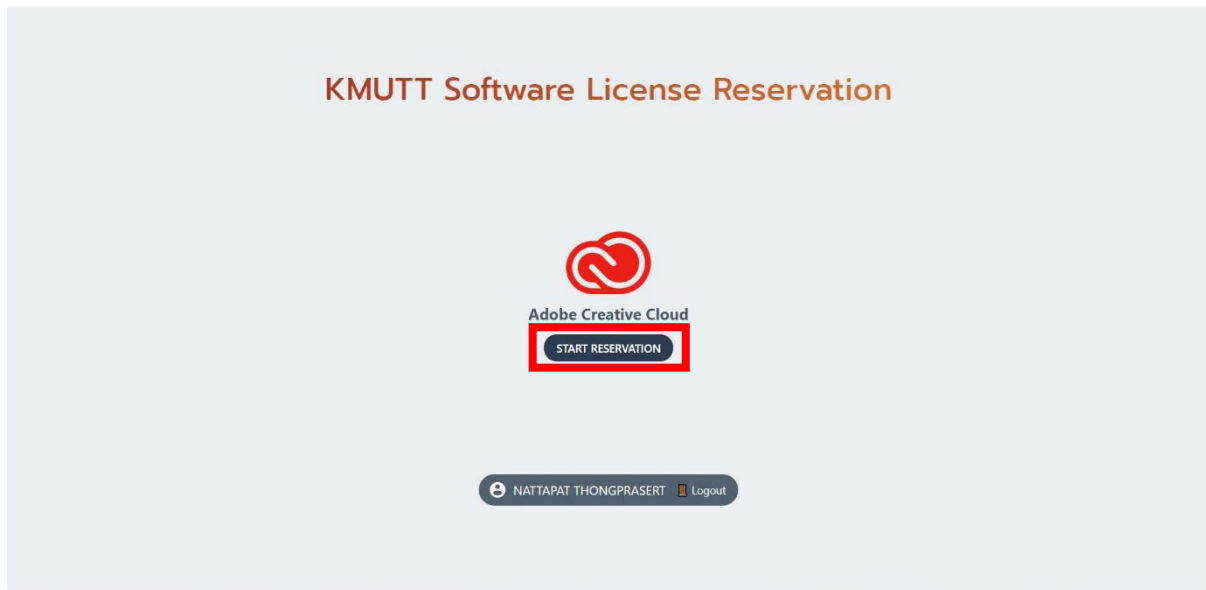 KMUTT Software License Reservation
Adobe Creative Cloud
START RESERVATION
NATTAPAT THONGPRASERT Logout